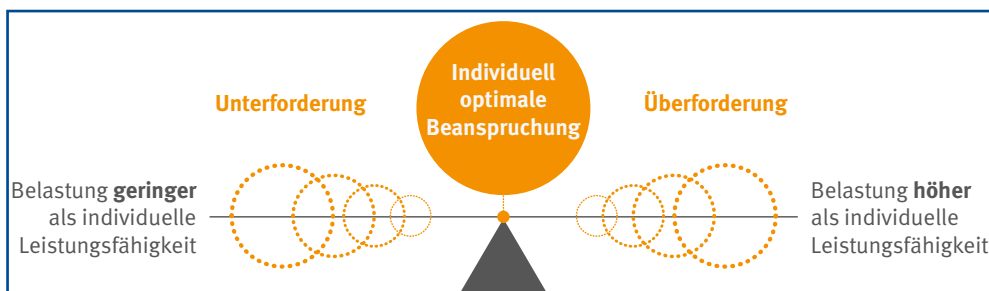 Unterforderung
Individuell
optimale
Beanspruchung
Überforderung
Belastung geringer
als individuelle
Leistungsfähigkeit
Belastung höher
als individuelle
Leistungsfähigkeit